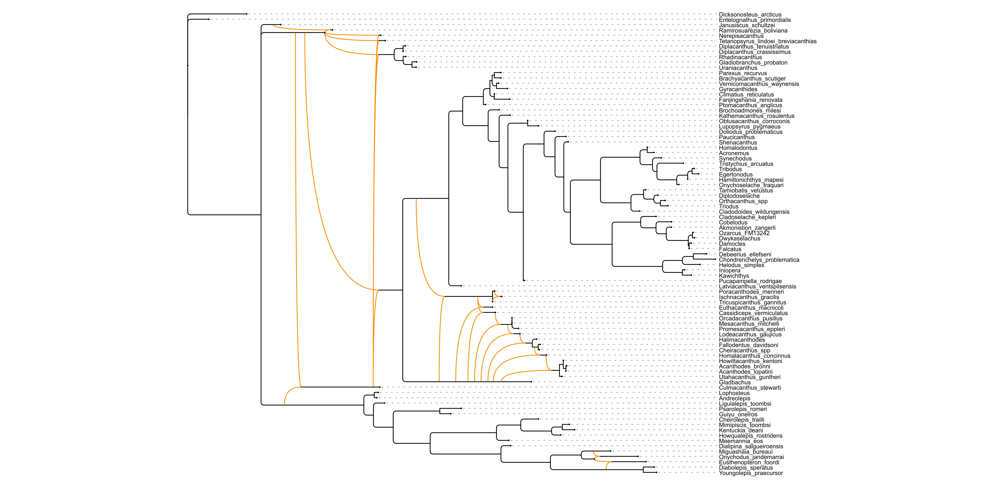 Dicksonosteus_arcticus
Entelognathus_primordialis
Janusiscus_schultzei
Ramirosuarezia_boliviana
Nerepisacanthus
Tetanopsyrus_lindoei_breviacanthias
Diplacanthus_tenuistriatus
Diplacanthus_crassissimus
Rhadinacanthus
Gladiobranchus_probaton
Uraniacanthus
Parexus_recurvus
Brachyacanthus_scutiger
Vernicomacanthus_waynensis
Gyracanthides
Climatius_reticulatus
Fanjingshania_renovata
Ptomacanthus_anglicus
Brochoadmones_milesi
Kathemacanthus_rosulentus
Obtusacanthus_corroconis
Lupopsyrus_pygmaeus
Doliodus_problematicus
Paucicanthus
Shenacanthus
Homalodontus
Acronemus
Synechodus
Tristychius_arcuatus
Tribodus
Egertonodus
Hamiltonichthys_mapesi
Onychoselache_traquari
Tamiobatis_vetustus
Diplodoselache
Orthacanthus_spp
Triodus
Cladodoides_wildungensis
Cladoselache_kepleri
Cobelodus
Akmonistion_zangerli
Ozarcus_FM13242
Dwykaselachus
Damocles
Falcatus
Debeerius_ellefseni
Chondrenchelys_problematica
Helodus_simplex
Iniopera
Kawichthys
Pucapampella_rodrigae
Latviacanthus_ventspilsensis
Poracanthodes_menneri
Ischnacanthus_gracilis
Tricuspicanthus_gannitus
Euthacanthus_macnicoli
Cassidiceps_vermiculatus
Orcadacanthus_pusillus
Mesacanthus_mitchelli
Promesacanthus_eppleri
Lodeacanthus_gaujicus
Halimacanthodes
Fallodentus_davidsoni
Cheiracanthus_spp
Homalacanthus_concinnus
Howittacanthus_kentoni
Acanthodes_bronni
Acanthodes_lopatini
Utahacanthus_guntheri
Gladbachus
Culmacanthus_stewarti
Lophosteus
Andreolepis
Ligulalepis_toombsi
Psarolepis_romeri
Guiyu_oneiros
Cheirolepis_trailli
Mimipiscis_toombsi
Kentuckia_deani
Howqualepis_rostridens
Meemannia_eos
Dialipina_salgueiroensis
Miguashaia_bureaui
Onychodus_jandemarrai
Eusthenopteron_foordi
Diabolepis_speratus
Youngolepis_praecursor